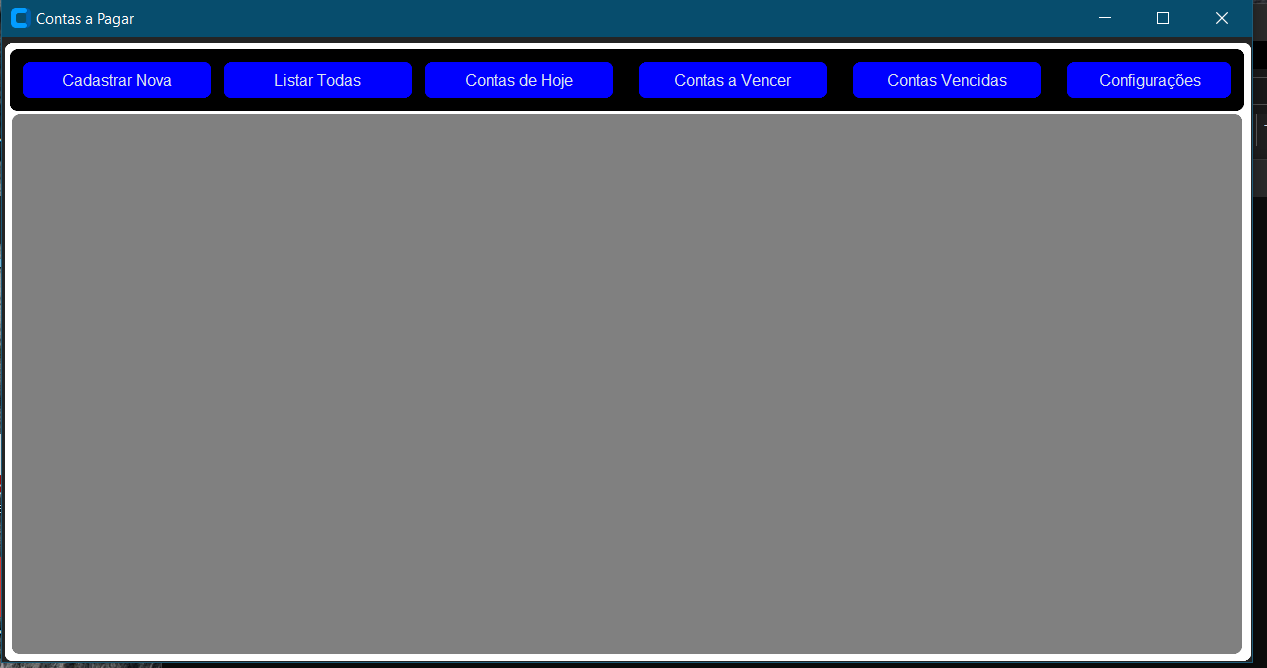 Contas a Pagar
Cadastrar Nova
Listar Todas
Contas de Hoje
Contas a Vencer
Contas Vencidas
Configurações